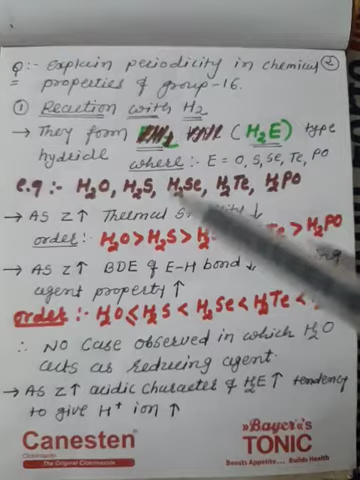 Q:- Explain periodicity in chemical ②
properties of group-16.
① Reaction with H2
→ They form (H2E) type
hydride where :- E = O, S, Se, Te, PO
e.g :- H2O, H2S, H2Se, H2Te, H2PO
→ AS Z↑ Thermal ↓
order:- H2O > H2S > > H2PO
→ AS Z↑ BDE of E-H bond ↓
agent property ↑
order:- H2O < H2S < H2Se < H2Te <
∴ NO Case observed in which H2O
acts as reducing agent.
→ AS Z↑ acidic character of H2E ↑ tendency
to give H+ ion ↑
Canesten
Clotrimazole
The Original Clotrimazole
»Bayer's
TONIC
Boosts Appetite... Builds Health